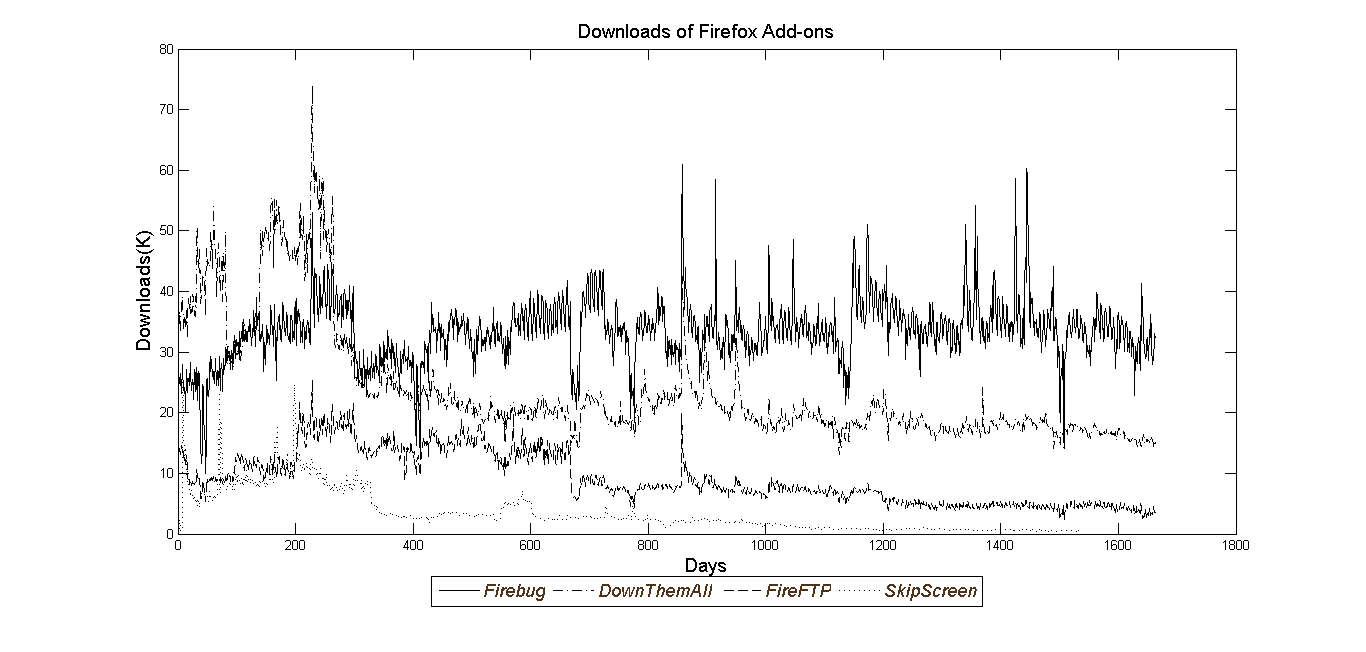 Downloads of Firefox Add-ons
80
70
60
50
40
30
20
10
0
Downloads(K)
0 200 400 600 800 1000 1200 1400 1600 1800
Days
Firebug DownThemAll FireFTP SkipScreen